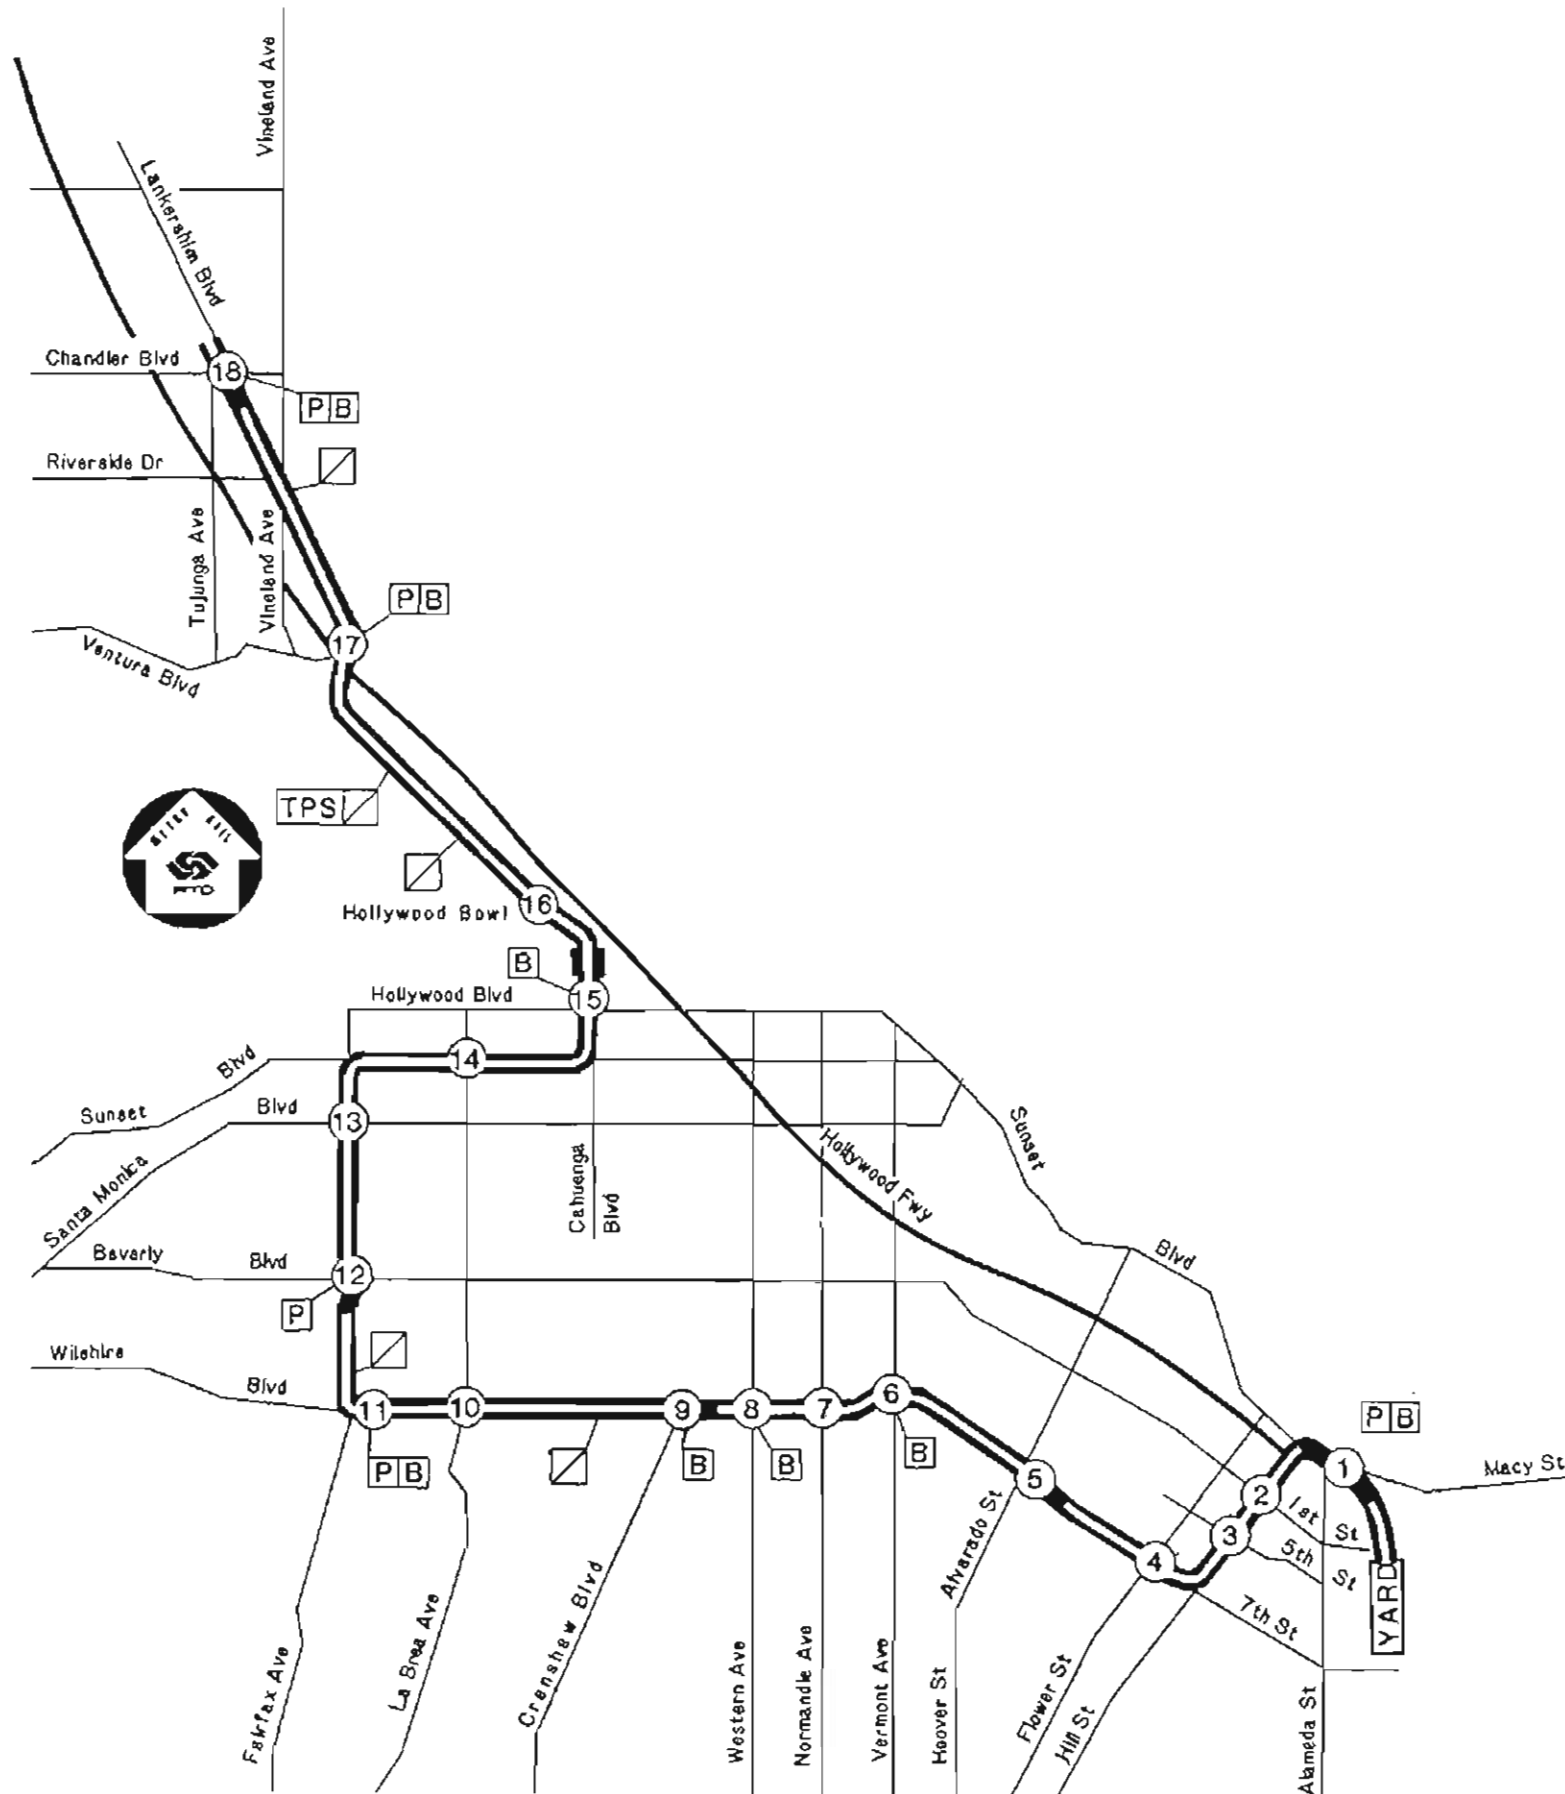 Vineland Ave
Lankershim Blvd
Chandler Blvd
18
P B
Riverside Dr
Tujunga Ave
Vineland Ave
P B
17
Ventura Blvd
TPS
METRO RAIL
RTD
16
Hollywood Bowl
B
15
Hollywood Blvd
14
Sunset Blvd
13
Santa Monica Blvd
Cahuenga
Blvd
Hollywood Fwy
Sunset Blvd
Beverly Blvd
12
P
Wilshire Blvd
11
10
9
8
7
6
5
4
3
2
1
P B
B
B
B
P B
Macy St
1st St
5th St
7th St
YARD
Fairfax Ave
La Brea Ave
Crenshaw Blvd
Western Ave
Normandie Ave
Vermont Ave
Hoover St
Alvarado St
Flower St
Hill St
Alameda St